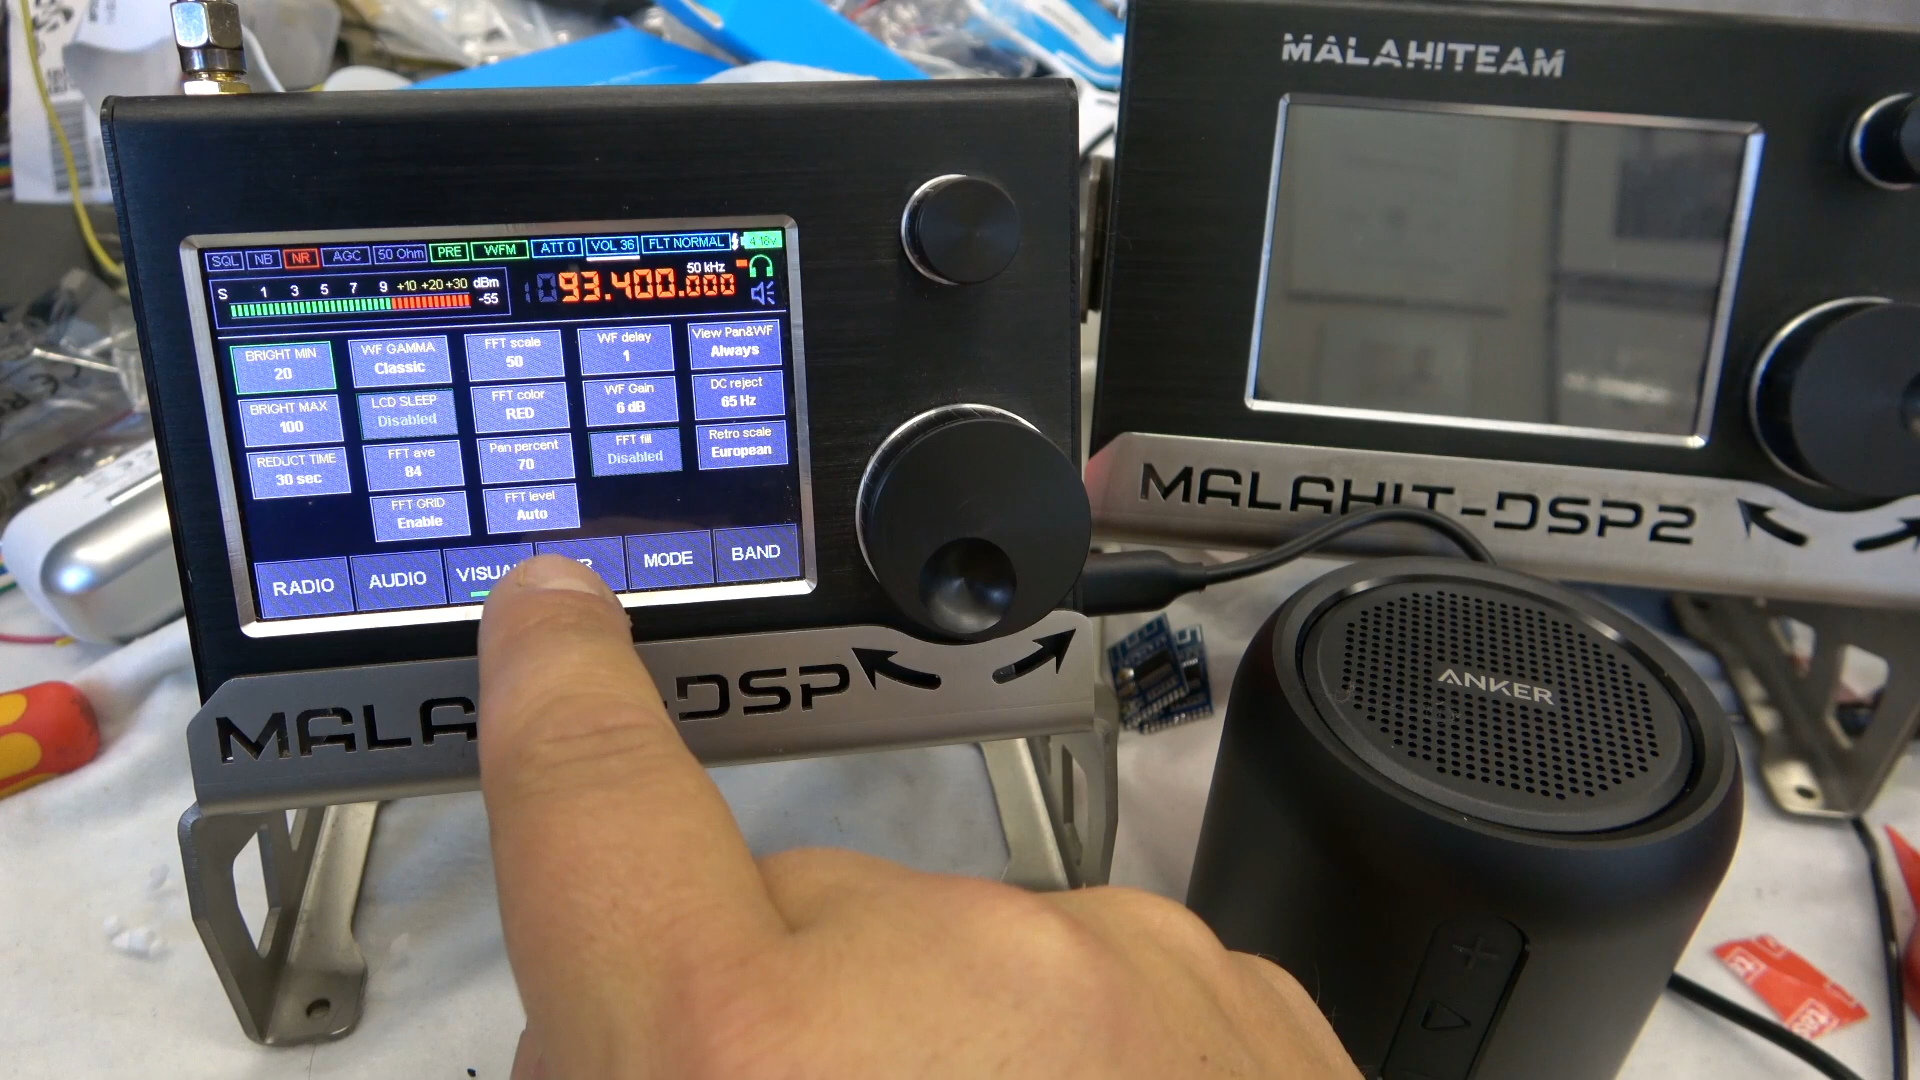 MALAHITEAM
SQL NB NR AGC 50 Ohm PRE WFM ATT 0 VOL 36 FLT NORMAL 4.18v
S 1 3 5 7 9 +10 +20 +30 dBm
-55
50 kHz
93.400.000
BRIGHT MIN
20
WF GAMMA
Classic
FFT scale
50
WF delay
1
View Pan&WF
Always
BRIGHT MAX
100
LCD SLEEP
Disabled
FFT color
RED
WF Gain
6 dB
DC reject
65 Hz
REDUCT TIME
30 sec
FFT ave
84
Pan percent
70
FFT fill
Disabled
Retro scale
European
FFT GRID
Enable
FFT level
Auto
RADIO AUDIO MODE BAND
MALAHIT-DSP2
ANKER